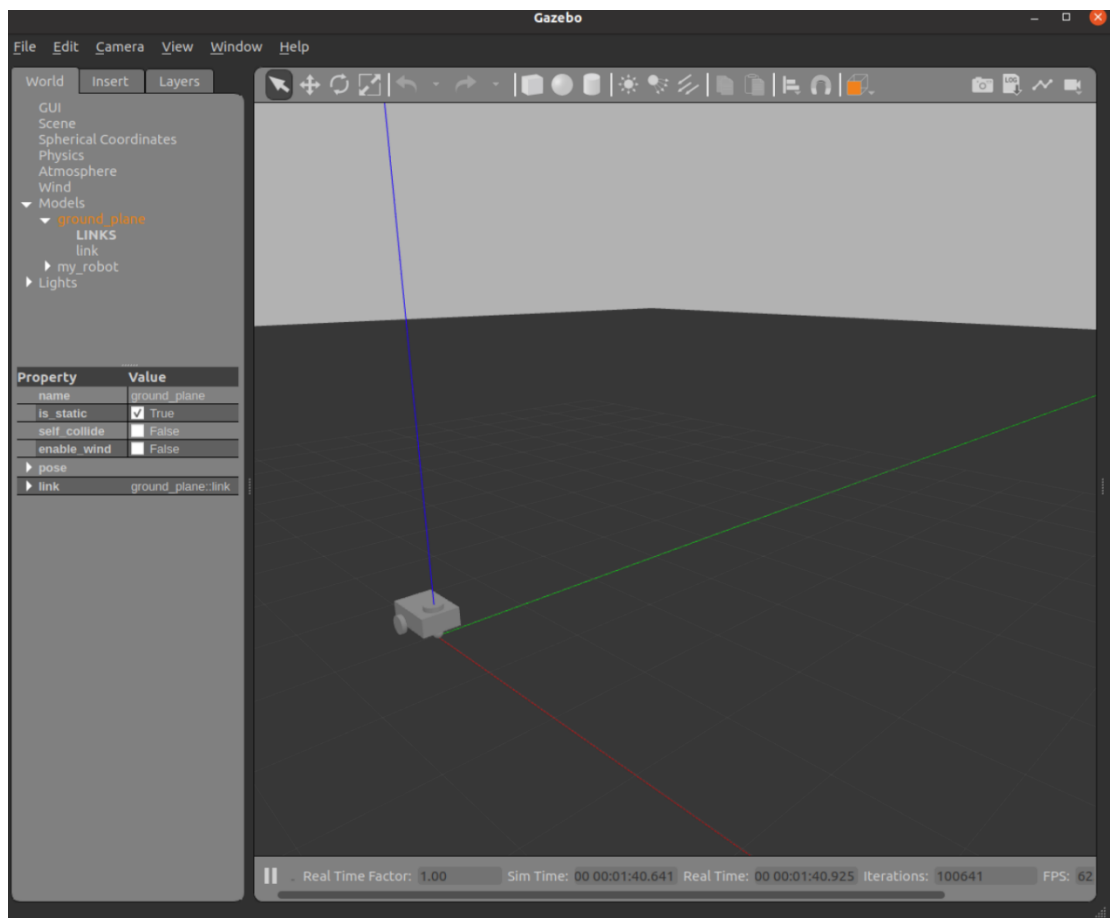 Gazebo
File Edit Camera View Window Help
World Insert Layers
GUI
Scene
Spherical Coordinates
Physics
Atmosphere
Wind
Models
ground_plane
LINKS
link
my_robot
Lights
Property Value
name ground_plane
is_static True
self_collide False
enable_wind False
pose
link ground_plane::link
LOG
Real Time Factor: 1.00 Sim Time: 00 00:01:40.641 Real Time: 00 00:01:40.925 Iterations: 100641 FPS: 62